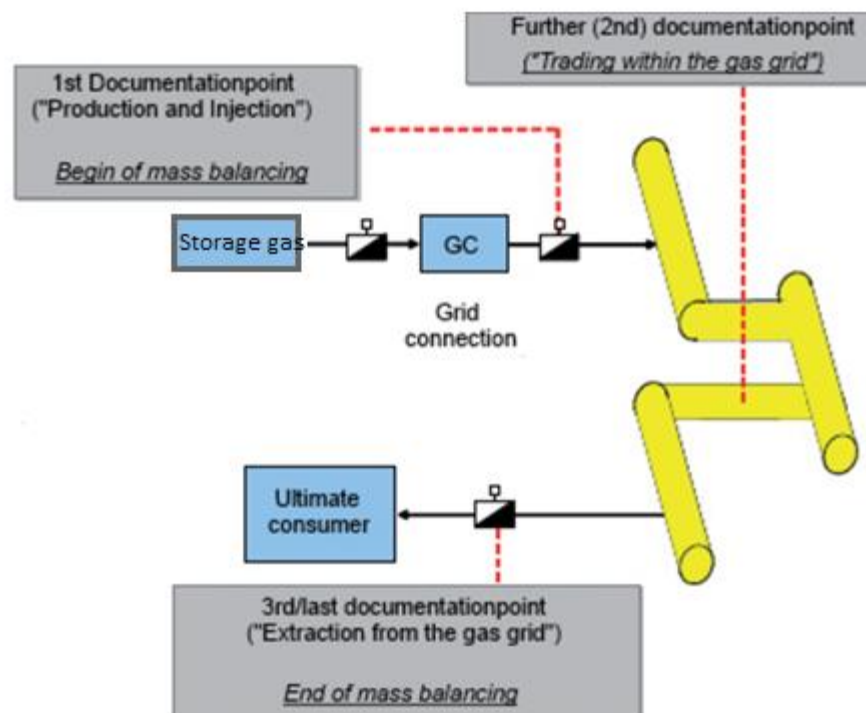 Further (2nd) documentationpoint
("Trading within the gas grid")
1st Documentationpoint
("Production and Injection")
Begin of mass balancing
Storage gas
GC
Grid
connection
Ultimate
consumer
3rd/last documentationpoint
("Extraction from the gas grid")
End of mass balancing